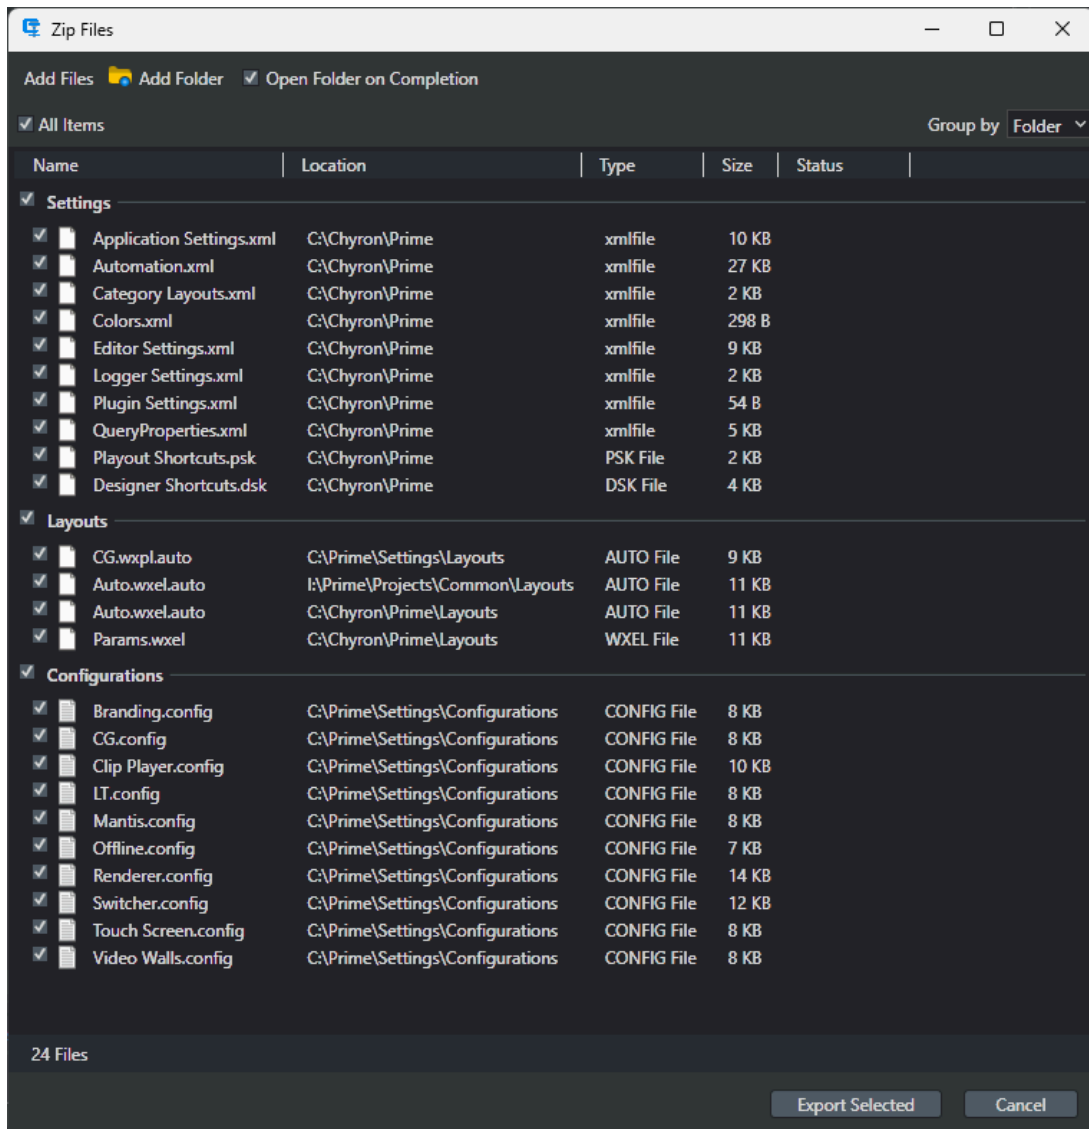 Zip Files
Add Files Add Folder Open Folder on Completion
All Items Group by Folder
Name Location Type Size Status
Settings
Application Settings.xml C:\Chyron\Prime xmlfile 10 KB
Automation.xml C:\Chyron\Prime xmlfile 27 KB
Category Layouts.xml C:\Chyron\Prime xmlfile 2 KB
Colors.xml C:\Chyron\Prime xmlfile 298 B
Editor Settings.xml C:\Chyron\Prime xmlfile 9 KB
Logger Settings.xml C:\Chyron\Prime xmlfile 2 KB
Plugin Settings.xml C:\Chyron\Prime xmlfile 54 B
QueryProperties.xml C:\Chyron\Prime xmlfile 5 KB
Playout Shortcuts.psk C:\Chyron\Prime PSK File 2 KB
Designer Shortcuts.dsk C:\Chyron\Prime DSK File 4 KB
Layouts
CG.wxpl.auto C:\Prime\Settings\Layouts AUTO File 9 KB
Auto.wxel.auto I:\Prime\Projects\Common\Layouts AUTO File 11 KB
Auto.wxel.auto C:\Chyron\Prime\Layouts AUTO File 11 KB
Params.wxel C:\Chyron\Prime\Layouts WXEL File 11 KB
Configurations
Branding.config C:\Prime\Settings\Configurations CONFIG File 8 KB
CG.config C:\Prime\Settings\Configurations CONFIG File 8 KB
Clip Player.config C:\Prime\Settings\Configurations CONFIG File 10 KB
LT.config C:\Prime\Settings\Configurations CONFIG File 8 KB
Mantis.config C:\Prime\Settings\Configurations CONFIG File 8 KB
Offline.config C:\Prime\Settings\Configurations CONFIG File 7 KB
Renderer.config C:\Prime\Settings\Configurations CONFIG File 14 KB
Switcher.config C:\Prime\Settings\Configurations CONFIG File 12 KB
Touch Screen.config C:\Prime\Settings\Configurations CONFIG File 8 KB
Video Walls.config C:\Prime\Settings\Configurations CONFIG File 8 KB
24 Files
Export Selected Cancel